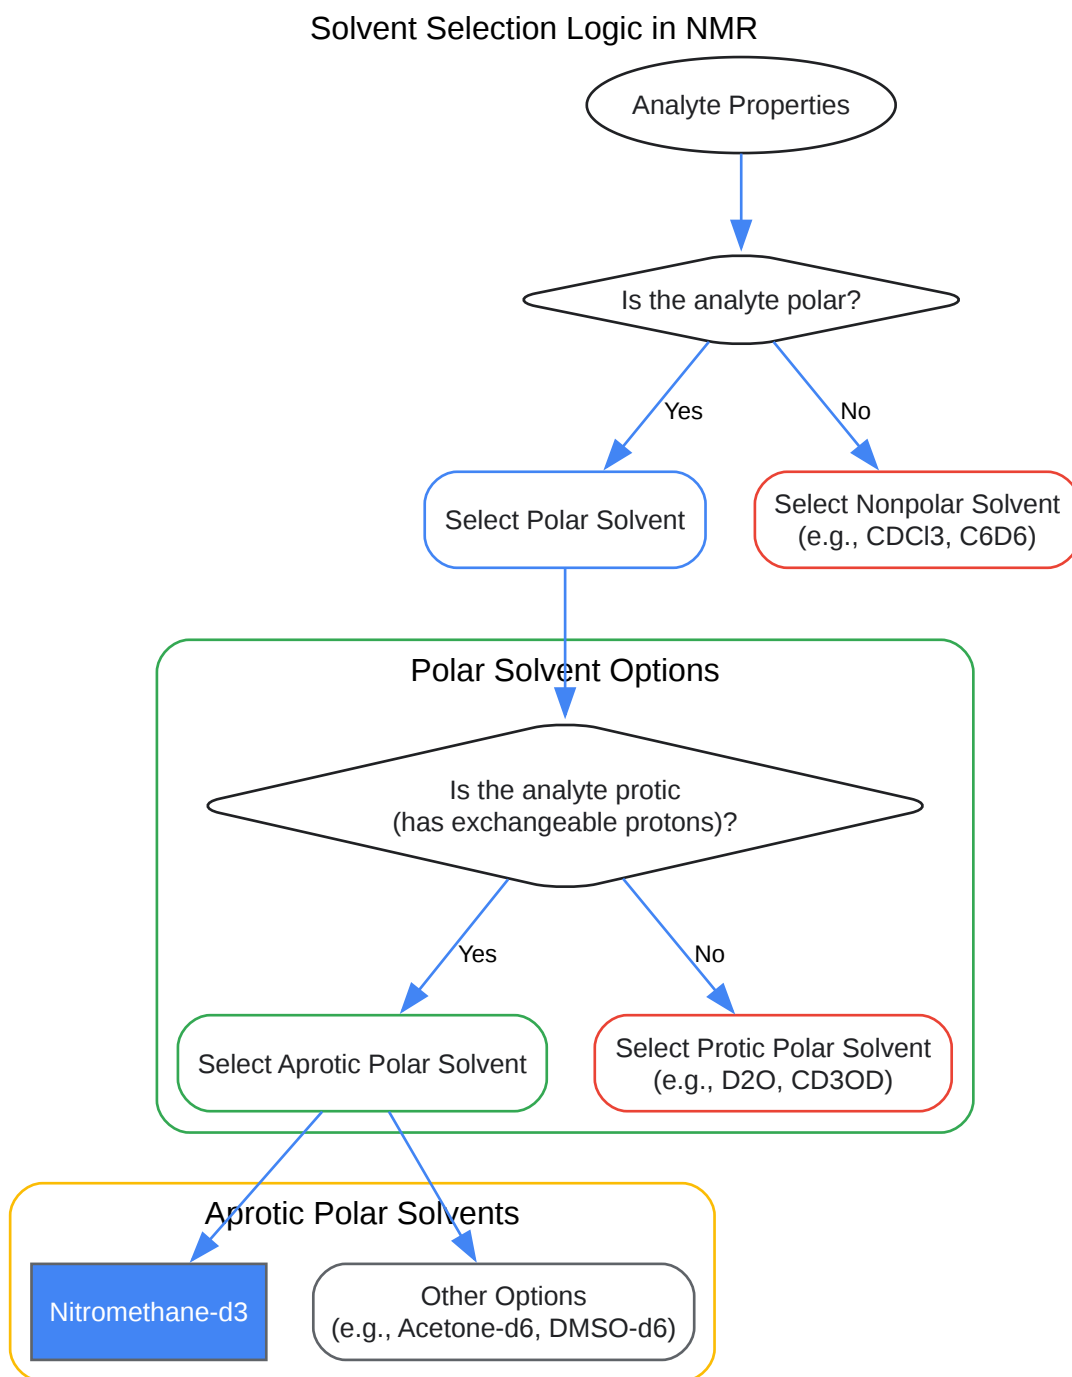 Solvent Selection Logic in NMR
Analyte Properties
Is the analyte polar?
Yes
No
Select Polar Solvent
Select Nonpolar Solvent
(e.g., CDCl3, C6D6)
Polar Solvent Options
Is the analyte protic
(has exchangeable protons)?
Yes
No
Select Aprotic Polar Solvent
Select Protic Polar Solvent
(e.g., D2O, CD3OD)
Aprotic Polar Solvents
Nitromethane-d3
Other Options
(e.g., Acetone-d6, DMSO-d6)